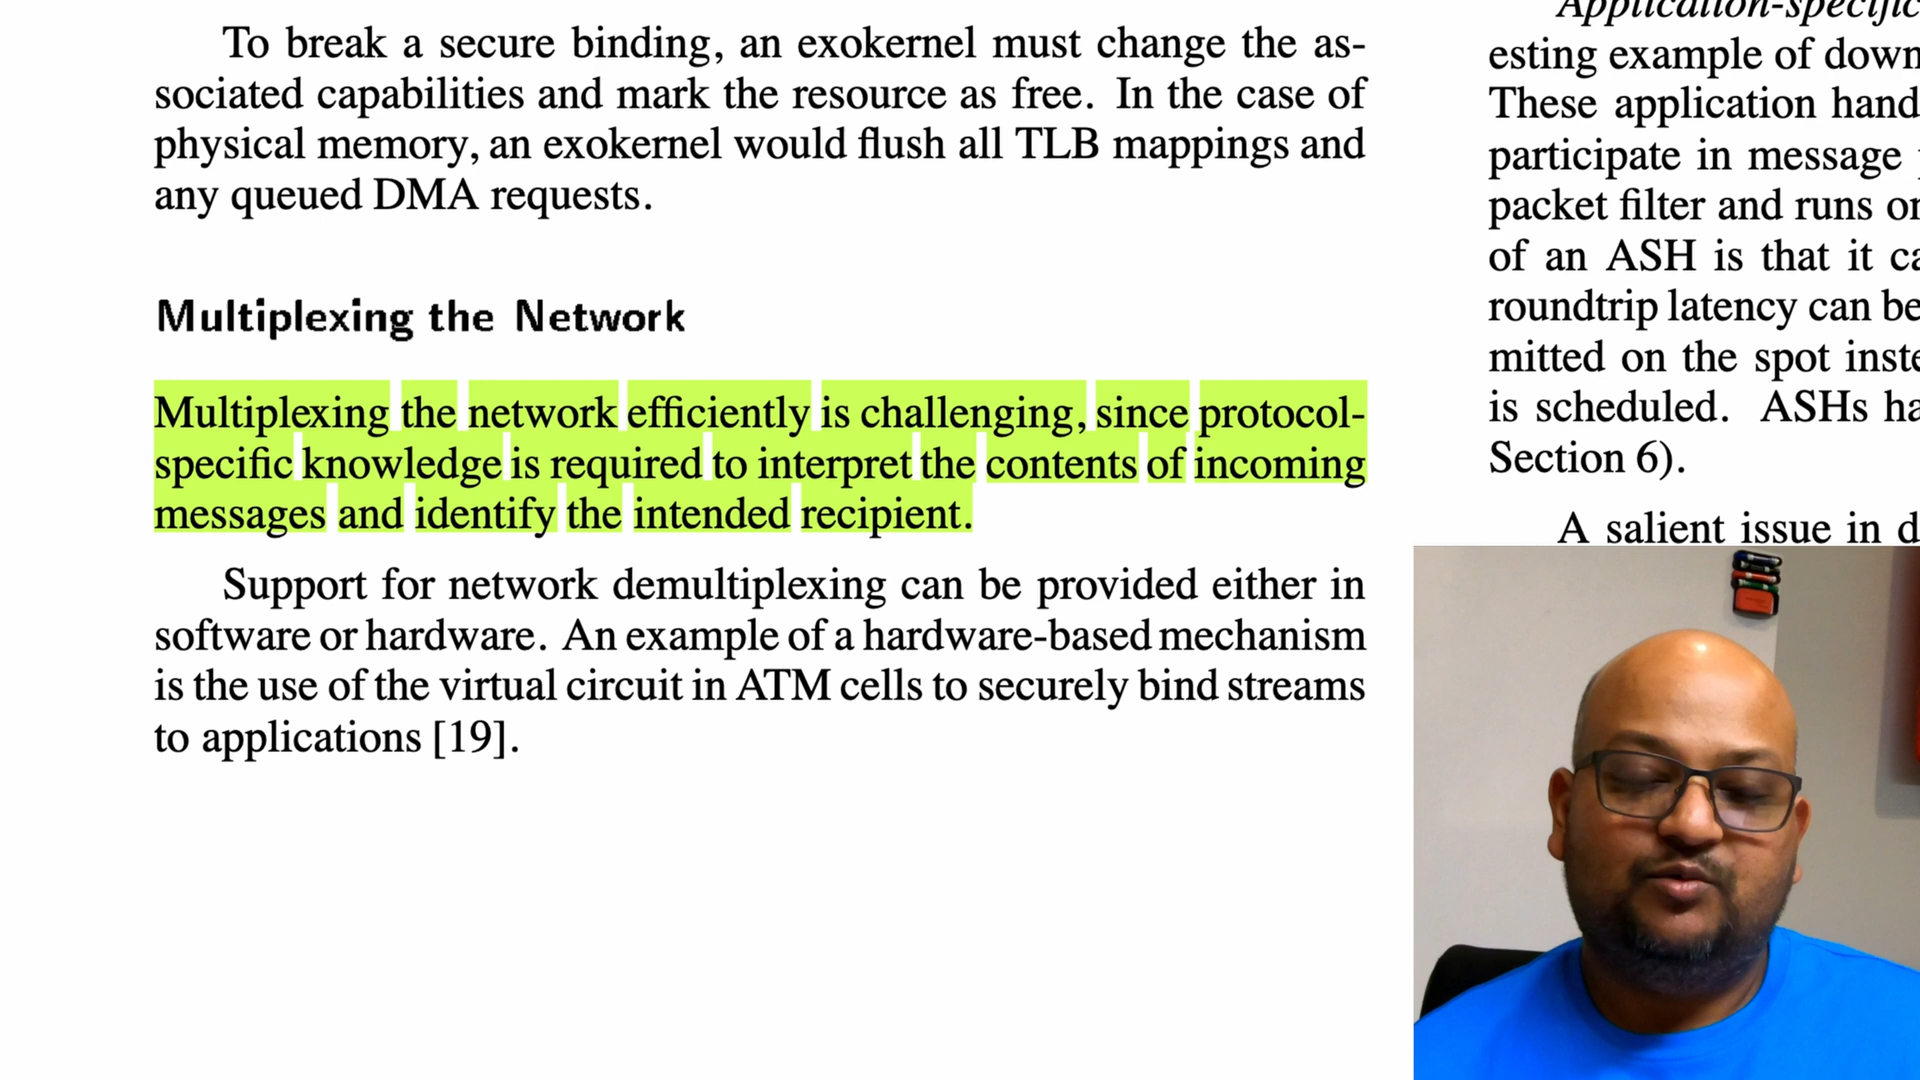 To break a secure binding, an exokernel must change the as-
sociated capabilities and mark the resource as free. In the case of
physical memory, an exokernel would flush all TLB mappings and
any queued DMA requests.
Multiplexing the Network
Multiplexing the network efficiently is challenging, since protocol-
specific knowledge is required to interpret the contents of incoming
messages and identify the intended recipient.
Support for network demultiplexing can be provided either in
software or hardware. An example of a hardware-based mechanism
is the use of the virtual circuit in ATM cells to securely bind streams
to applications [19].
Application-specific
esting example of down
These application hand
participate in message
packet filter and runs on
of an ASH is that it ca
roundtrip latency can be
mitted on the spot inste
is scheduled. ASHs ha
Section 6).
A salient issue in d